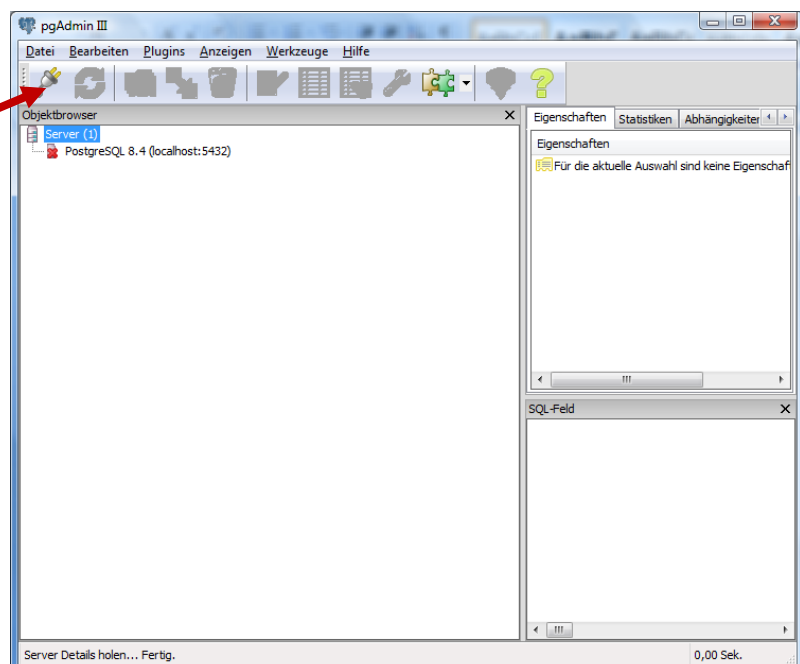 pgAdmin III
Datei Bearbeiten Plugins Anzeigen Werkzeuge Hilfe
Objektbrowser
Server (1)
PostgreSQL 8.4 (localhost:5432)
Eigenschaften Statistiken Abhängigkeiter
Eigenschaften
Für die aktuelle Auswahl sind keine Eigenschaf
SQL-Feld
Server Details holen... Fertig. 0,00 Sek.